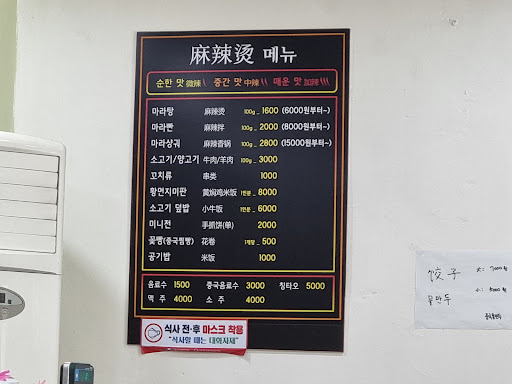 麻辣烫 메뉴
순한 맛 微辣 중간 맛 中辣 매운 맛
마라탕 麻辣烫 100g _ 1600 (6000원부터~)
마라빤 麻辣拌 100g _ 2000 (8000원부터~)
마라샹궈 麻辣香锅 100g _ 2800 (15000원부터~)
소고기/양고기 牛肉/羊肉 100g _ 3000
꼬치류 串类 1000
황면지미판 黄焖鸡米饭 1인분 _ 8000
소고기 덮밥 小牛饭 1인분 _ 6000
미니전 手抓饼(单) 2000
꽃빵(중국찐빵) 花卷 _ 500
공기밥 米饭 1000
음료수 1500 중국음료수 3000 칭타오 5000
맥 주 4000 소 주 4000
식사 전·후 마스크 착용
"식사할 때는 대화자제"
饺子 大:
물만두 小: